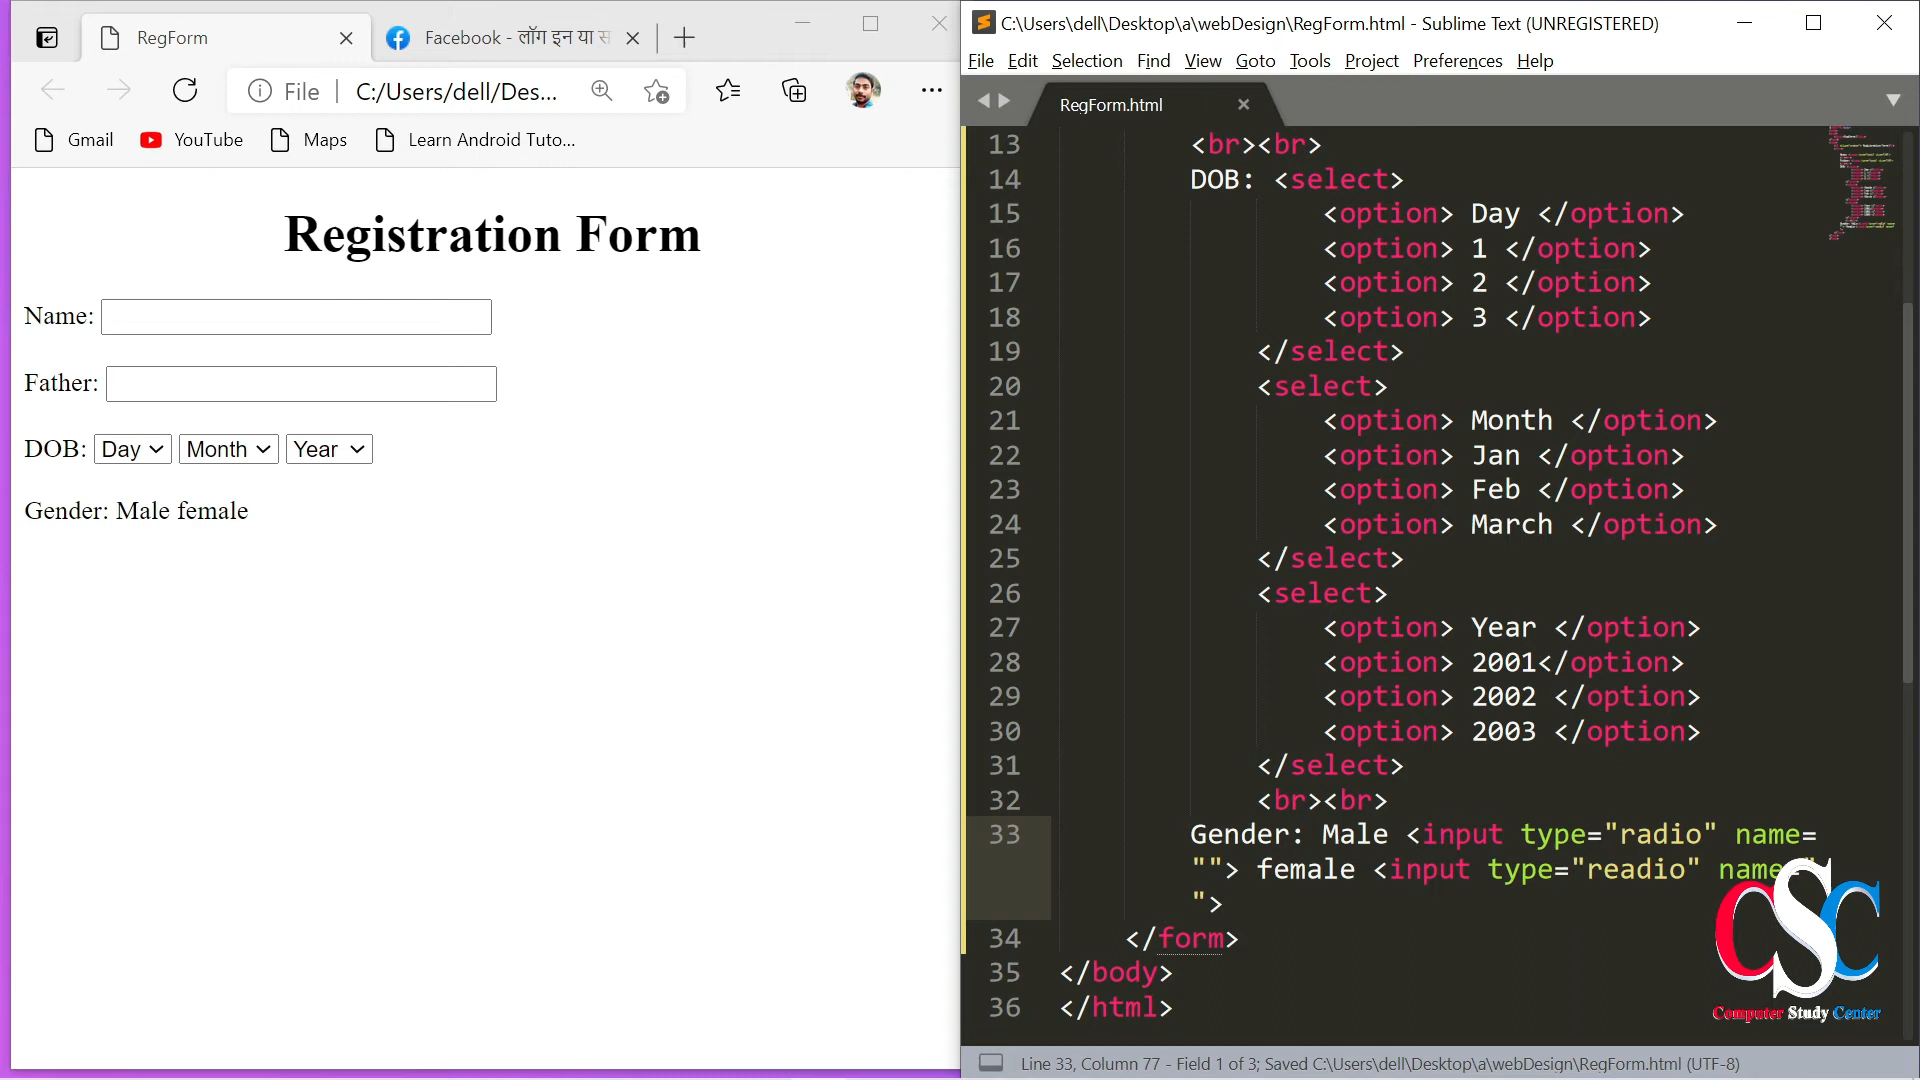 RegForm
Facebook - लॉग इन या स
File
C:/Users/dell/Des...
Gmail
YouTube
Maps
Learn Android Tuto...
Registration Form
Name:
Father:
DOB: Day Month Year
Gender: Male female
C:\Users\dell\Desktop\a\webDesign\RegForm.html - Sublime Text (UNREGISTERED)
File Edit Selection Find View Goto Tools Project Preferences Help
RegForm.html
13 <br><br>
14 DOB: <select>
15 <option> Day </option>
16 <option> 1 </option>
17 <option> 2 </option>
18 <option> 3 </option>
19 </select>
20 <select>
21 <option> Month </option>
22 <option> Jan </option>
23 <option> Feb </option>
24 <option> March </option>
25 </select>
26 <select>
27 <option> Year </option>
28 <option> 2001</option>
29 <option> 2002 </option>
30 <option> 2003 </option>
31 </select>
32 <br><br>
33 Gender: Male <input type="radio" name=
""> female <input type="readio" name="
">
34 </form>
35 </body>
36 </html>
CSC
Computer Study Center
Line 33, Column 77 - Field 1 of 3; Saved C:\Users\dell\Desktop\a\webDesign\RegForm.html (UTF-8)